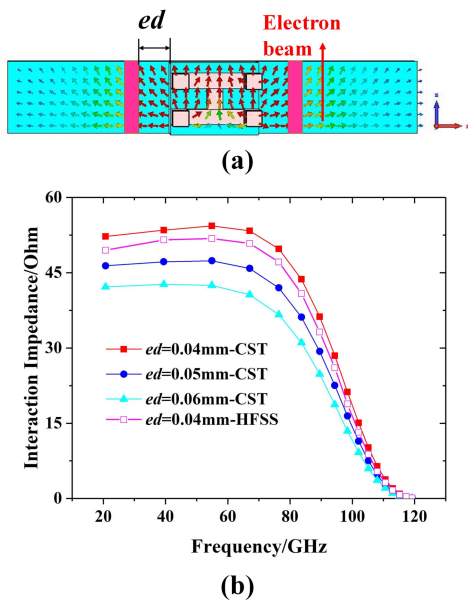 ed
Electron
beam
z
x
(a)
60
45
30
15
0
Interaction Impedance/Ohm
ed=0.04mm-CST
ed=0.05mm-CST
ed=0.06mm-CST
ed=0.04mm-HFSS
20 40 60 80 100 120
Frequency/GHz
(b)